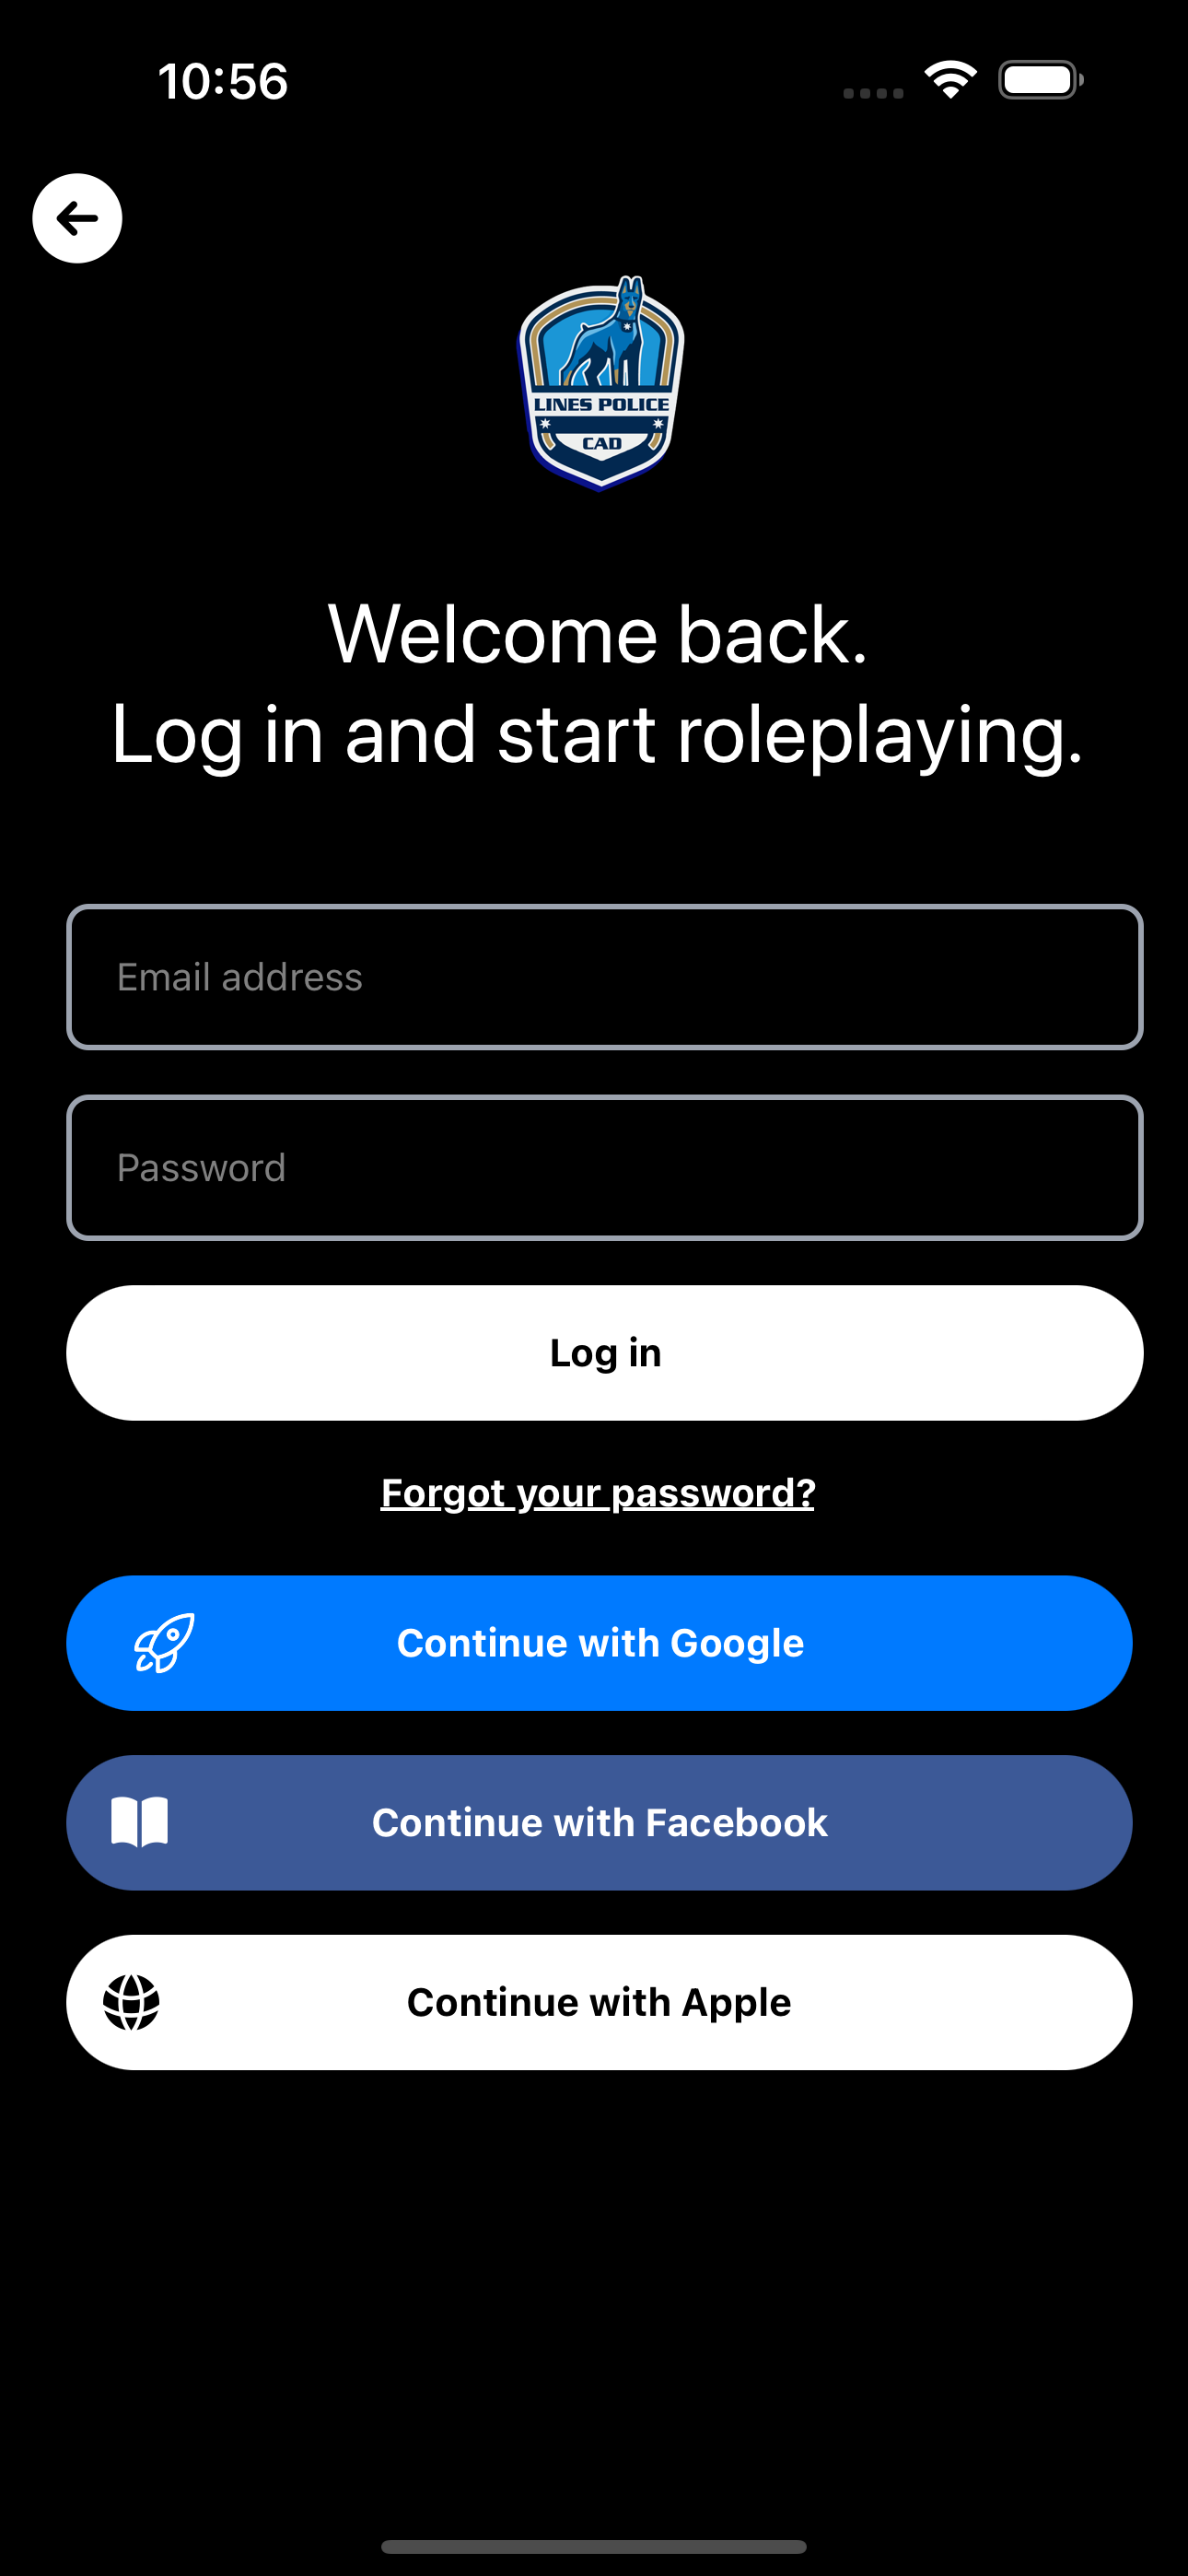 10:56
LINES POLICE
CAD
Welcome back.
Log in and start roleplaying.
Email address
Password
Log in
Forgot your password?
Continue with Google
Continue with Facebook
Continue with Apple